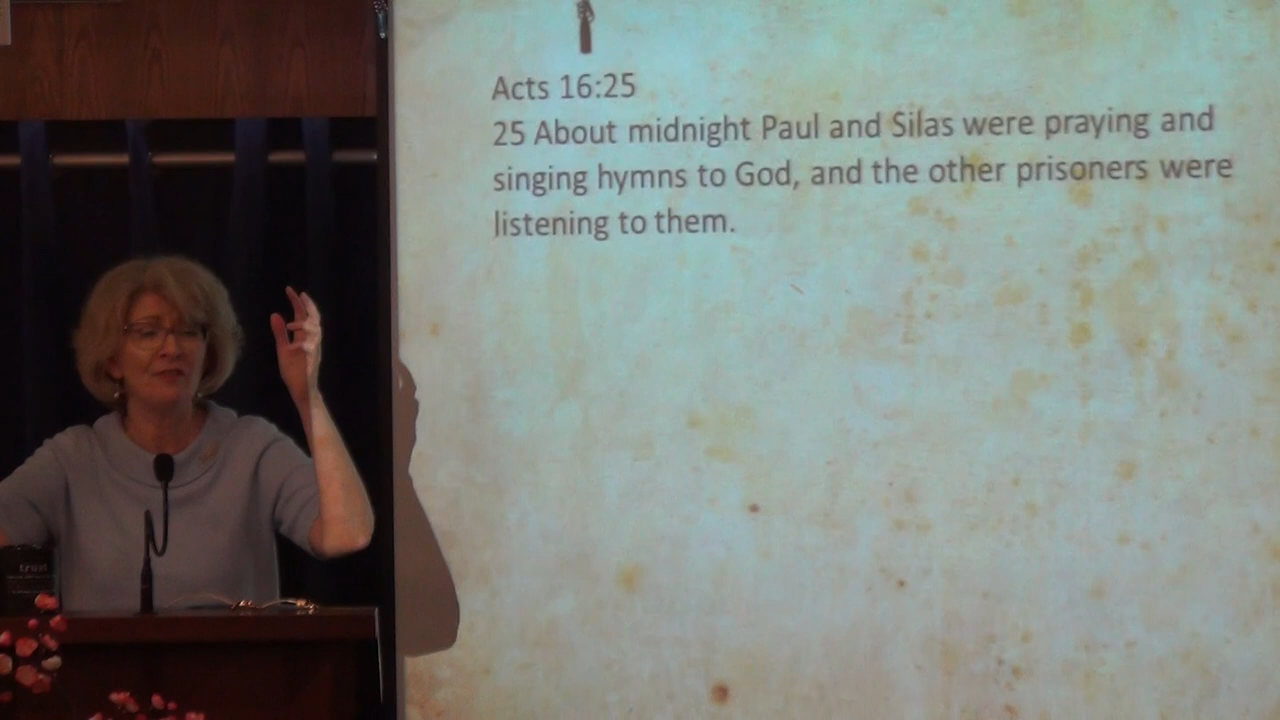 Acts 16:25
25 About midnight Paul and Silas were praying and
singing hymns to God, and the other prisoners were
listening to them.
trust